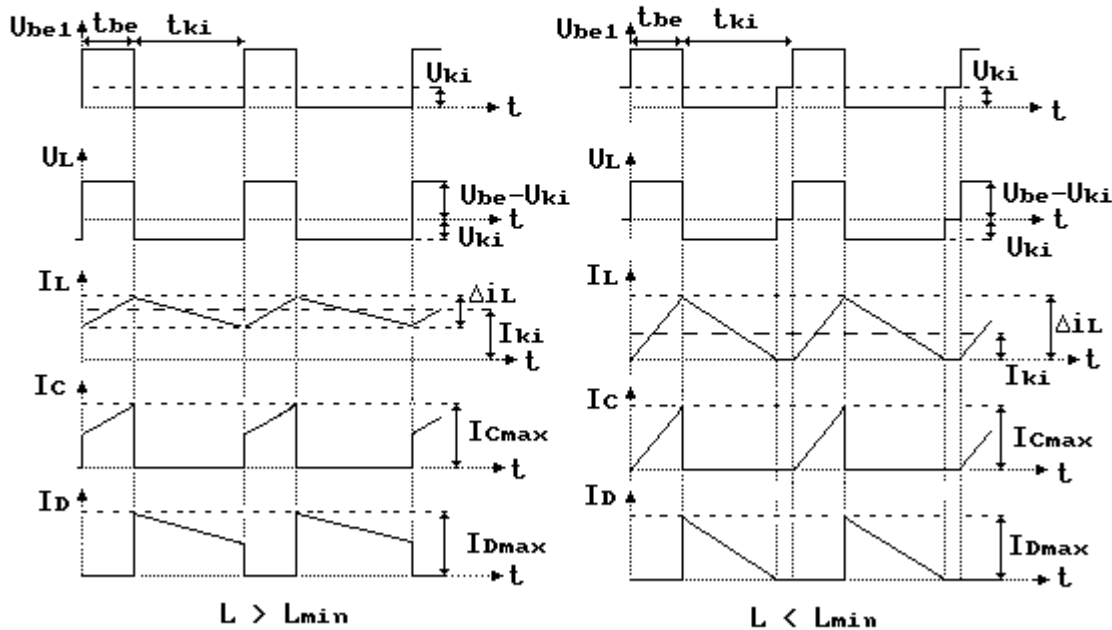 Ube1
tbe
tki
Uki
t
UL
Ube-Uki
t
Uki
IL
ΔiL
Iki
t
IC
ICmax
t
ID
IDmax
t
L > Lmin
Ube1
tbe
tki
Uki
t
UL
Ube-Uki
t
Uki
IL
t
ΔiL
Iki
IC
ICmax
t
ID
IDmax
t
L < Lmin